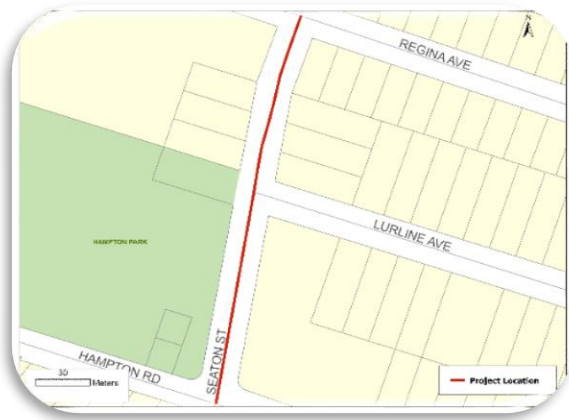 N
REGINA AVE
LURLINE AVE
HAMPTON PARK
HAMPTON RD
SEATON ST
30
Meters
Project Location